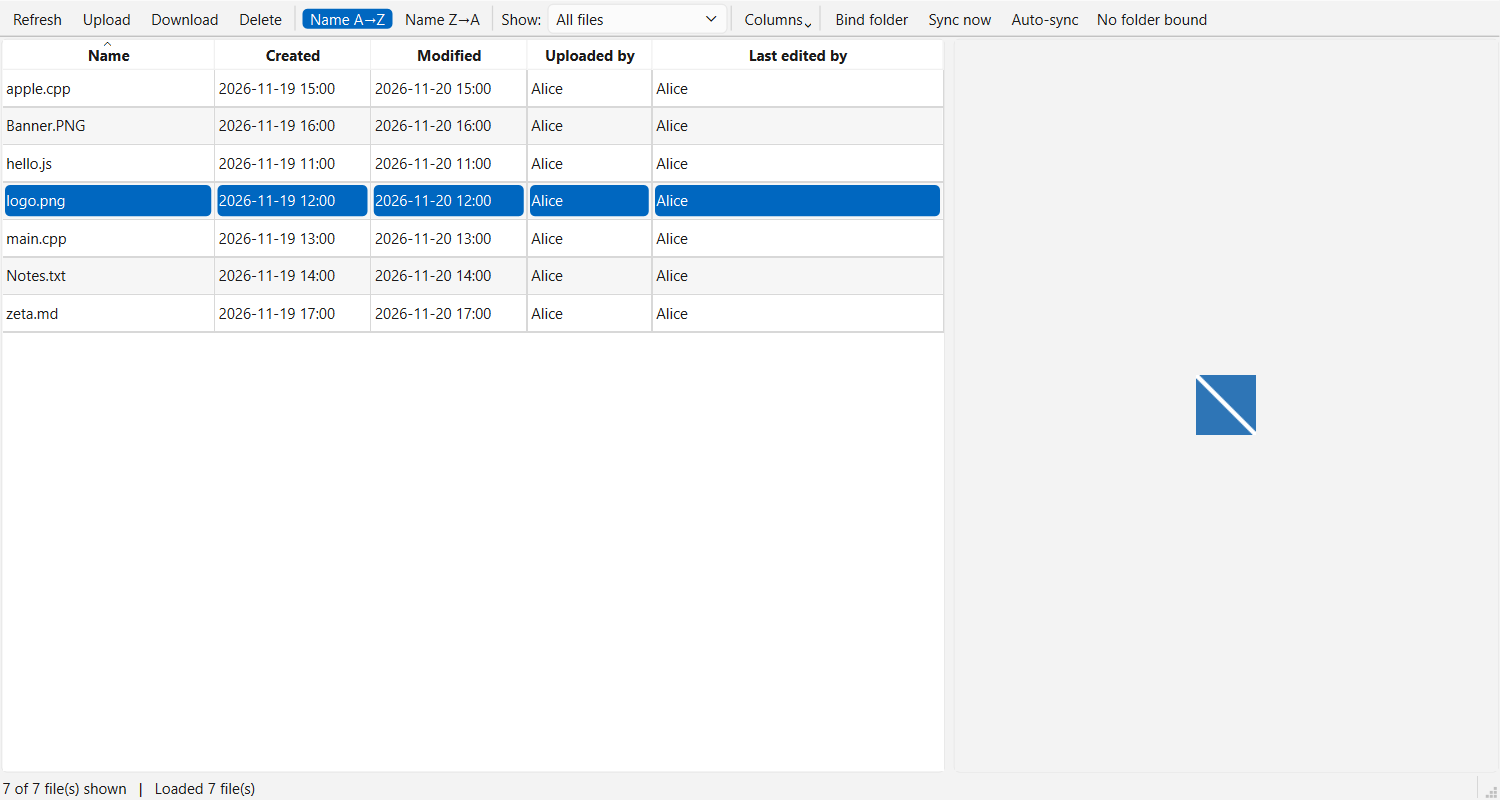 Refresh Upload Download Delete Name A→Z Name Z→A Show: All files Columns Bind folder Sync now Auto-sync No folder bound
Name Created Modified Uploaded by Last edited by
apple.cpp 2026-11-19 15:00 2026-11-20 15:00 Alice Alice
Banner.PNG 2026-11-19 16:00 2026-11-20 16:00 Alice Alice
hello.js 2026-11-19 11:00 2026-11-20 11:00 Alice Alice
logo.png 2026-11-19 12:00 2026-11-20 12:00 Alice Alice
main.cpp 2026-11-19 13:00 2026-11-20 13:00 Alice Alice
Notes.txt 2026-11-19 14:00 2026-11-20 14:00 Alice Alice
zeta.md 2026-11-19 17:00 2026-11-20 17:00 Alice Alice
7 of 7 file(s) shown | Loaded 7 file(s)